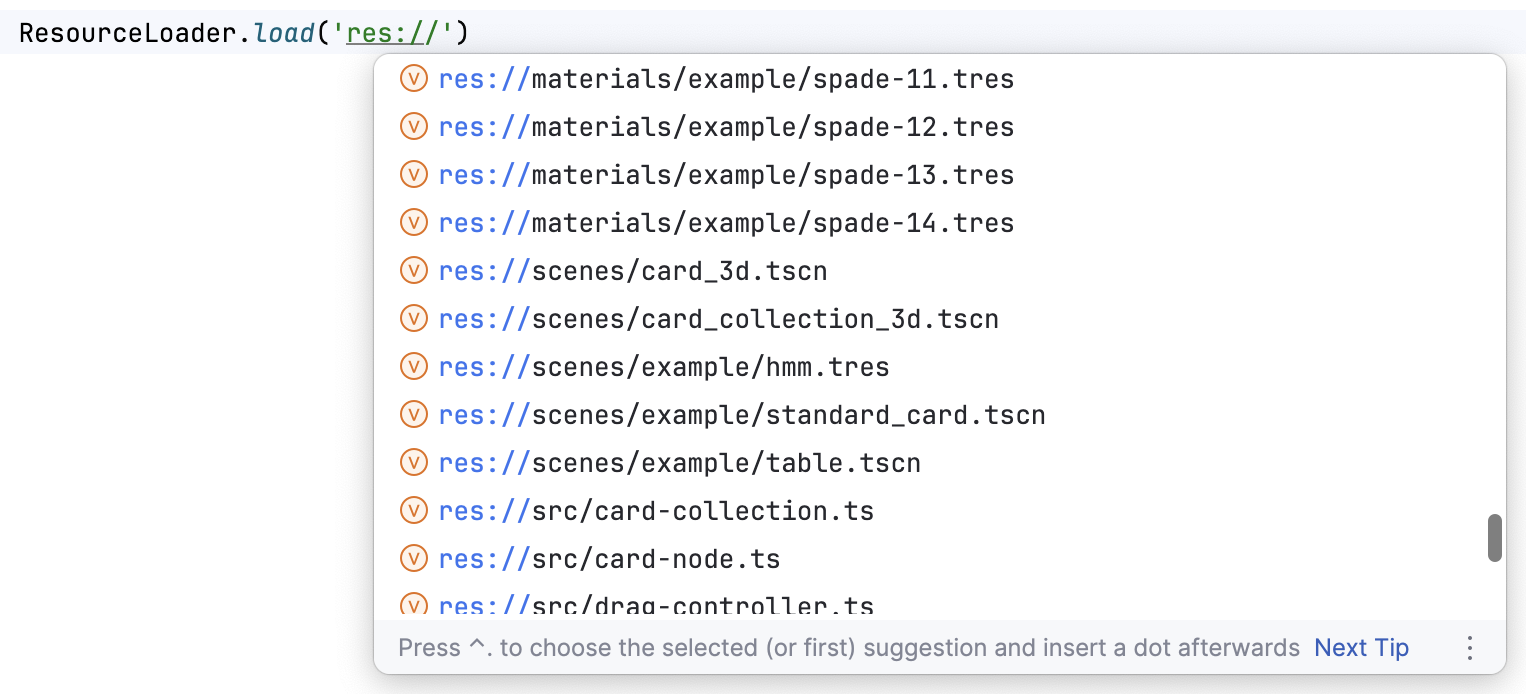 ResourceLoader.load('res://')
res://materials/example/spade-11.tres
res://materials/example/spade-12.tres
res://materials/example/spade-13.tres
res://materials/example/spade-14.tres
res://scenes/card_3d.tscn
res://scenes/card_collection_3d.tscn
res://scenes/example/hmm.tres
res://scenes/example/standard_card.tscn
res://scenes/example/table.tscn
res://src/card-collection.ts
res://src/card-node.ts
res://src/drag-controller.ts
Press ^. to choose the selected (or first) suggestion and insert a dot afterwards Next Tip